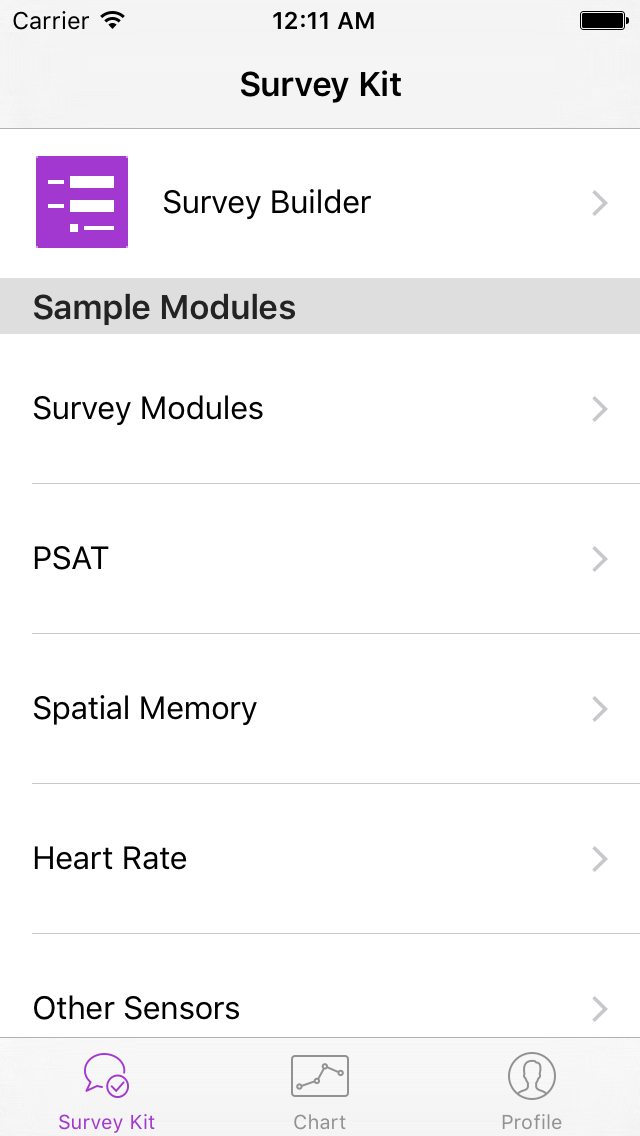 Carrier 12:11 AM
Survey Kit
Survey Builder
Sample Modules
Survey Modules
PSAT
Spatial Memory
Heart Rate
Other Sensors
Survey Kit Chart Profile